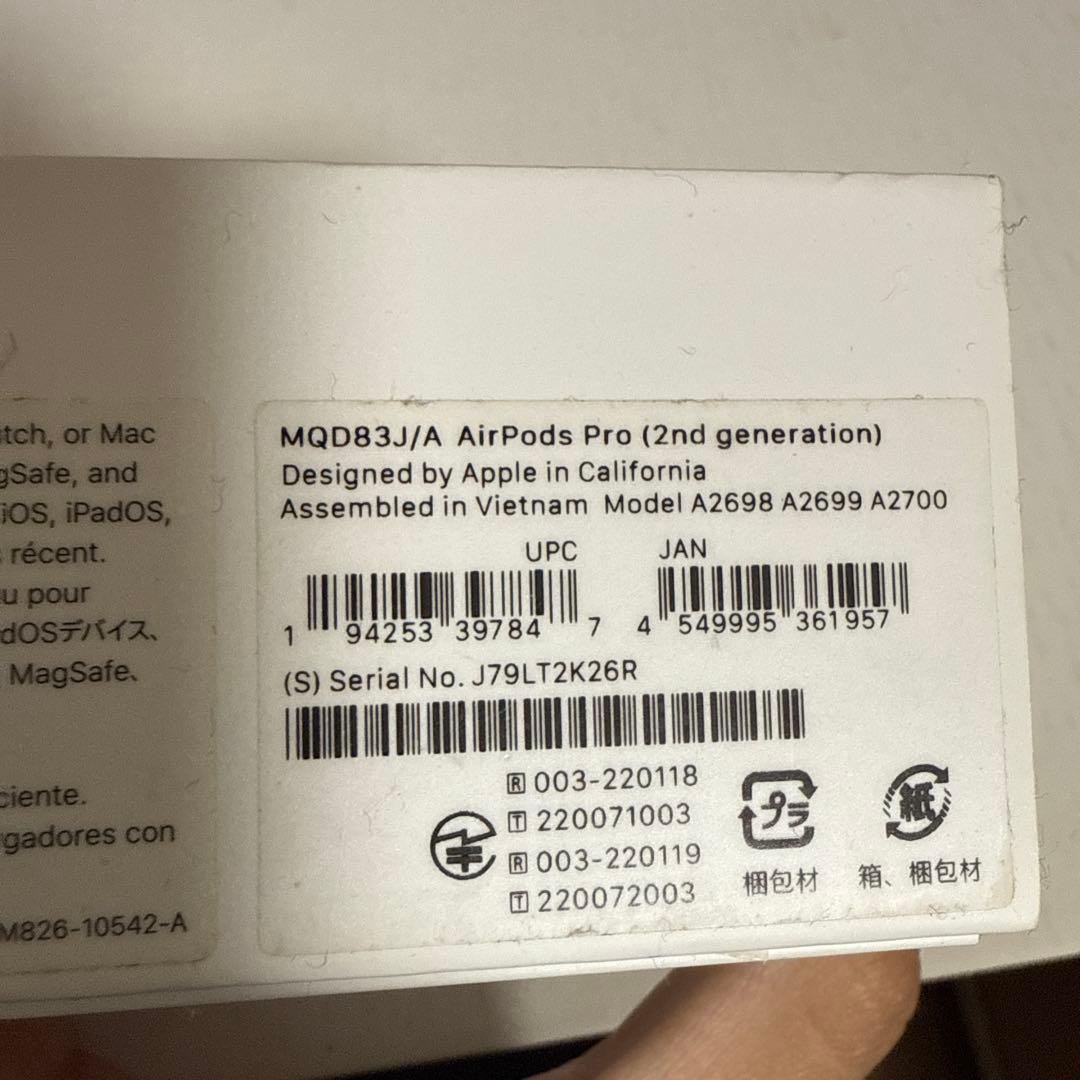 tch, or Mac
gSafe, and
iOS, iPadOS,
récent.
u pour
dOSデバイス、
MagSafe、
ciente.
gadores con
M826-10542-A
MQD83J/A AirPods Pro (2nd generation)
Designed by Apple in California
Assembled in Vietnam Model A2698 A2699 A2700
UPC JAN
1 94253 39784 7 4 549995 361957
(S) Serial No. J79LT2K26R
R 003-220118
T 220071003
R 003-220119
T 220072003
プラ
梱包材
紙
箱、梱包材